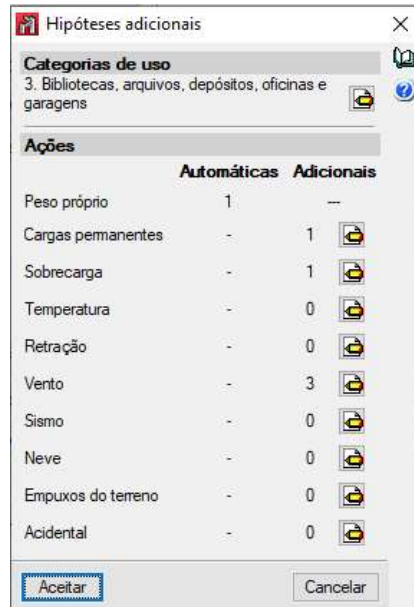 Hipóteses adicionais
Categorias de uso
3. Bibliotecas, arquivos, depósitos, oficinas e
garagens
Ações
Automáticas Adicionais
Peso próprio 1 ---
Cargas permanentes - 1
Sobrecarga - 1
Temperatura - 0
Retração - 0
Vento - 3
Sismo - 0
Neve - 0
Empuxos do terreno - 0
Acidental - 0
Aceitar Cancelar